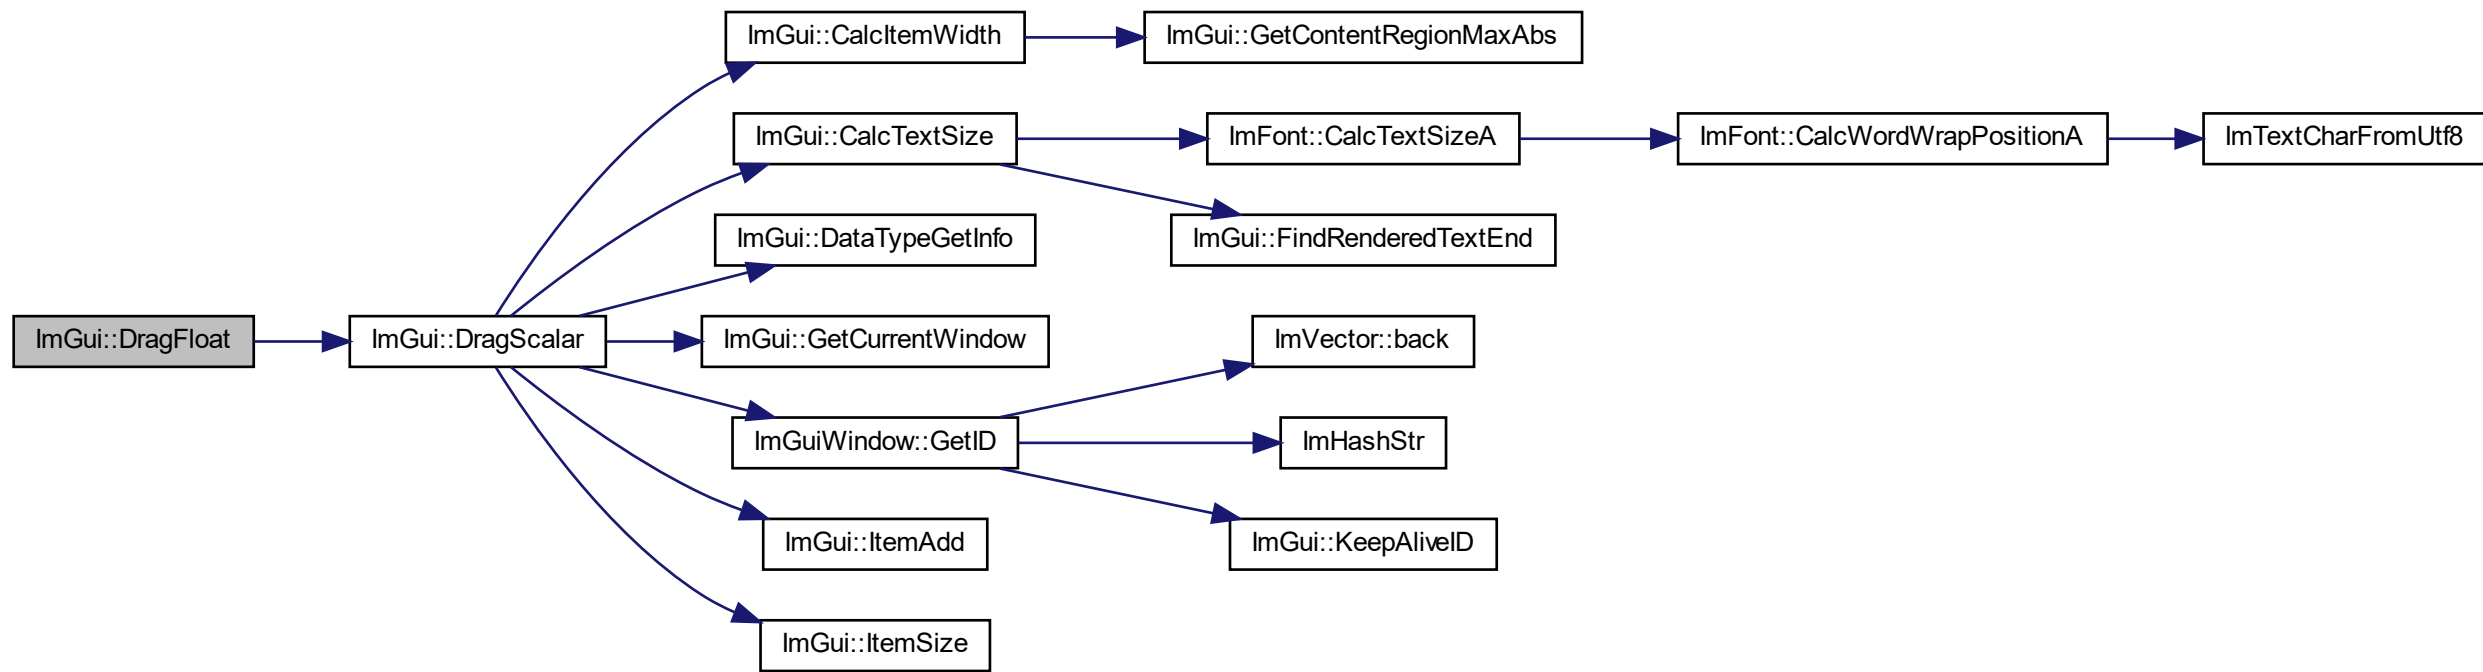 ImGui::CalcItemWidth
ImGui::GetContentRegionMaxAbs
ImGui::CalcTextSize
ImFont::CalcTextSizeA
ImFont::CalcWordWrapPositionA
ImTextCharFromUtf8
ImGui::DataTypeGetInfo
ImGui::FindRenderedTextEnd
ImGui::DragFloat
ImGui::DragScalar
ImGui::GetCurrentWindow
ImVector::back
ImGuiWindow::GetID
ImHashStr
ImGui::ItemAdd
ImGui::KeepAliveID
ImGui::ItemSize